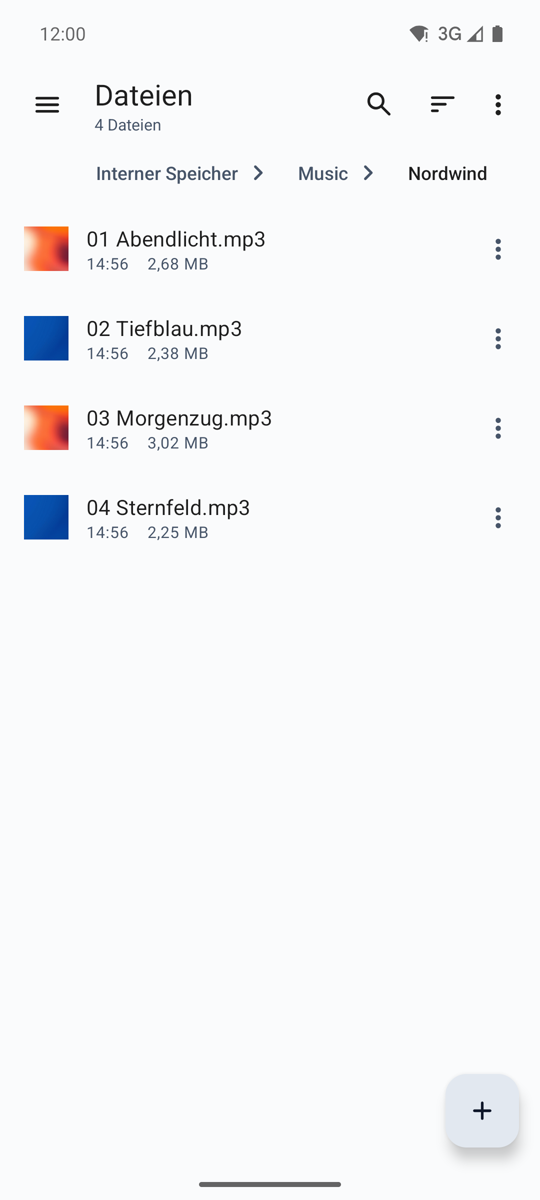 12:00 3G
Dateien
4 Dateien
Interner Speicher Music Nordwind
01 Abendlicht.mp3
14:56 2,68 MB
02 Tiefblau.mp3
14:56 2,38 MB
03 Morgenzug.mp3
14:56 3,02 MB
04 Sternfeld.mp3
14:56 2,25 MB